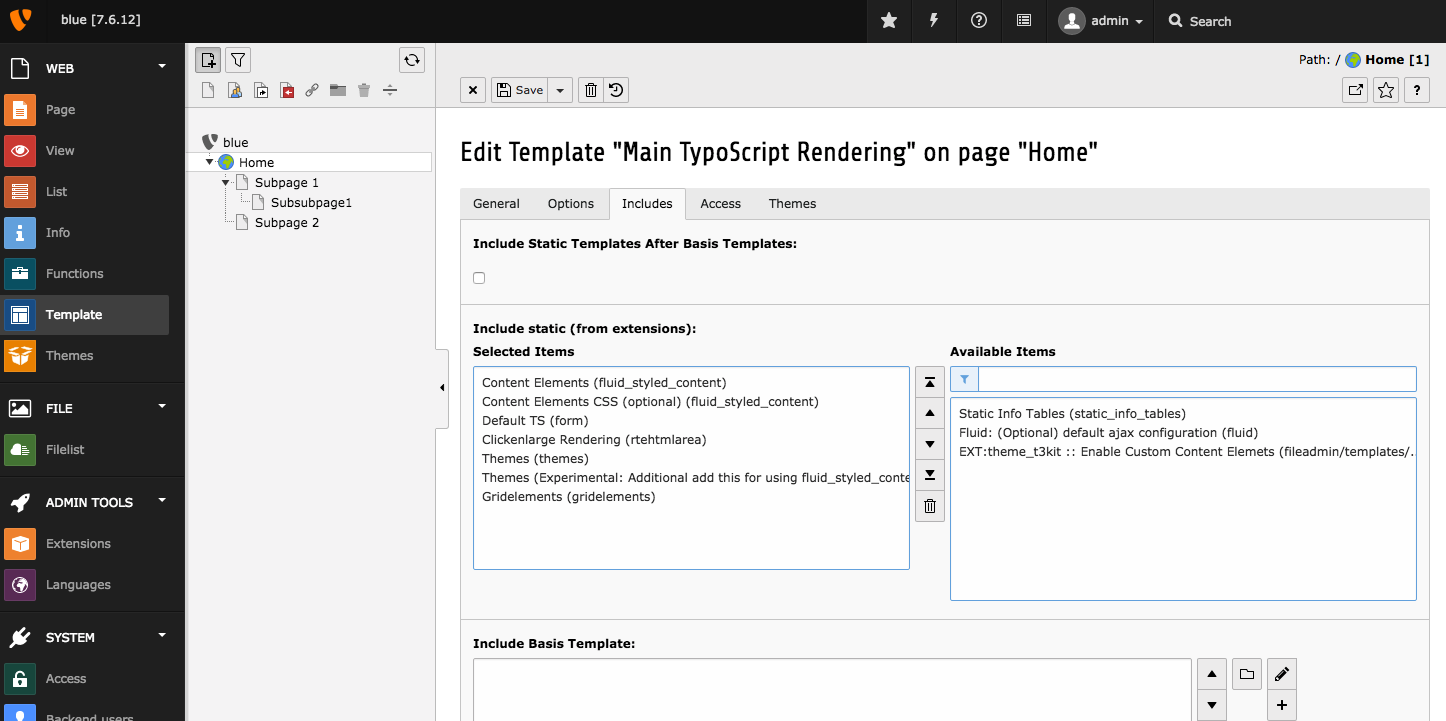 blue [7.6.12]
admin
Search
WEB
Page
View
List
Info
Functions
Template
Themes
FILE
Filelist
ADMIN TOOLS
Extensions
Languages
SYSTEM
Access
Backend users
blue
Home
Subpage 1
Subsubpage1
Subpage 2
Path: / Home [1]
Save
?
Edit Template "Main TypoScript Rendering" on page "Home"
General Options Includes Access Themes
Include Static Templates After Basis Templates:
Include static (from extensions):
Selected Items
Content Elements (fluid_styled_content)
Content Elements CSS (optional) (fluid_styled_content)
Default TS (form)
Clickenlarge Rendering (rtehtmlarea)
Themes (themes)
Themes (Experimental: Additional add this for using fluid_styled_conte
Gridelements (gridelements)
Available Items
Static Info Tables (static_info_tables)
Fluid: (Optional) default ajax configuration (fluid)
EXT:theme_t3kit :: Enable Custom Content Elemets (fileadmin/templates/...
Include Basis Template: